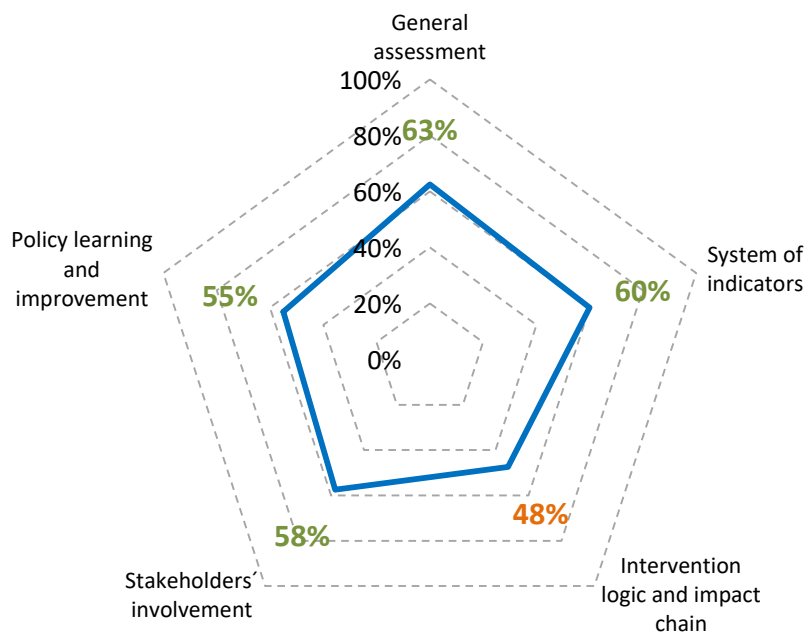 General
assessment
100%
80%
63%
60%
40%
20%
0%
System of
indicators
60%
Intervention
logic and impact
chain
48%
Stakeholders´
involvement
58%
Policy learning
and
improvement
55%